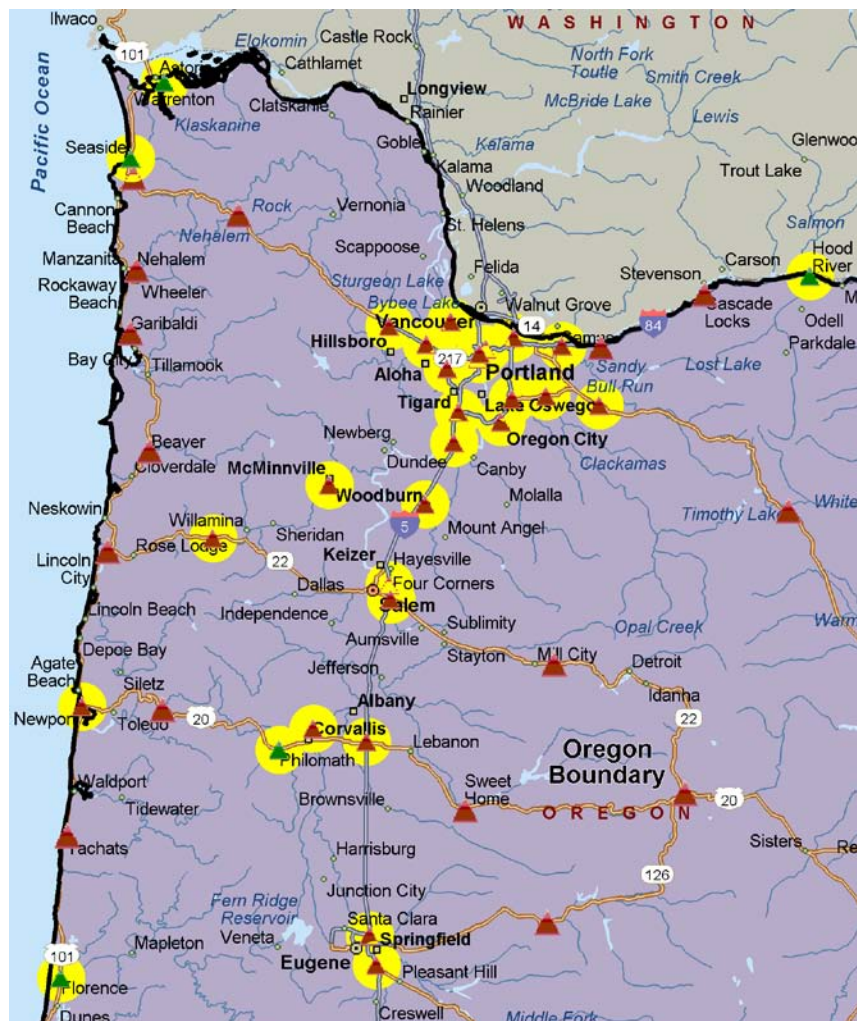 WASHINGTON
Ilwaco
101
Elokomin
Castle Rock
North Fork
Toutle
Cathlamet
Smith Creek
Longview
McBride Lake
Warrenton
Clatskanie
Rainier
Lewis
Klaskanine
Pacific Ocean
Goble
Kalama
Glenwoo
Seaside
Kalama
Trout Lake
Woodland
Rock
Vernonia
Cannon
Beach
St. Helens
Salmon
Nehalem
Scappoose
Hood
River
Manzanita
Nehalem
Carson
Felida
Stevenson
Rockaway
Beach
Wheeler
Sturgeon Lake
Bybee Lake
Walnut Grove
Cascade
Locks
Garibaldi
Vancouver
14
84
Odell
Hillsboro
Parkdale
Bay City
217
Lost Lake
Tillamook
Aloha
Portland
Sandy
Bull Run
Tigard
Lake Oswego
Newberg
Oregon City
Beaver
Dundee
Cloverdale
McMinnville
Canby
Clackamas
Woodburn
Molalla
Neskowin
Willamina
Timothy Lake
White
Sheridan
5
Mount Angel
Rose Lodge
Lincoln
City
22
Keizer
Hayesville
Dallas
Four Corners
Salem
Lincoln Beach
Independence
Sublimity
Opal Creek
Warm
Aumsville
Depoe Bay
Stayton
Mill City
Detroit
Agate
Beach
Siletz
Jefferson
Idanha
Albany
Newport
Toledo
20
22
Corvallis
Lebanon
Oregon
Boundary
Philomath
Waldport
Sweet
Home
Tidewater
Brownsville
20
OREGON
Yachats
Sisters
Re
Harrisburg
126
Junction City
Fern Ridge
Reservoir
Santa Clara
Veneta
Springfield
Mapleton
Eugene
101
Pleasant Hill
Florence
Creswell
Middle Fork
Dunes